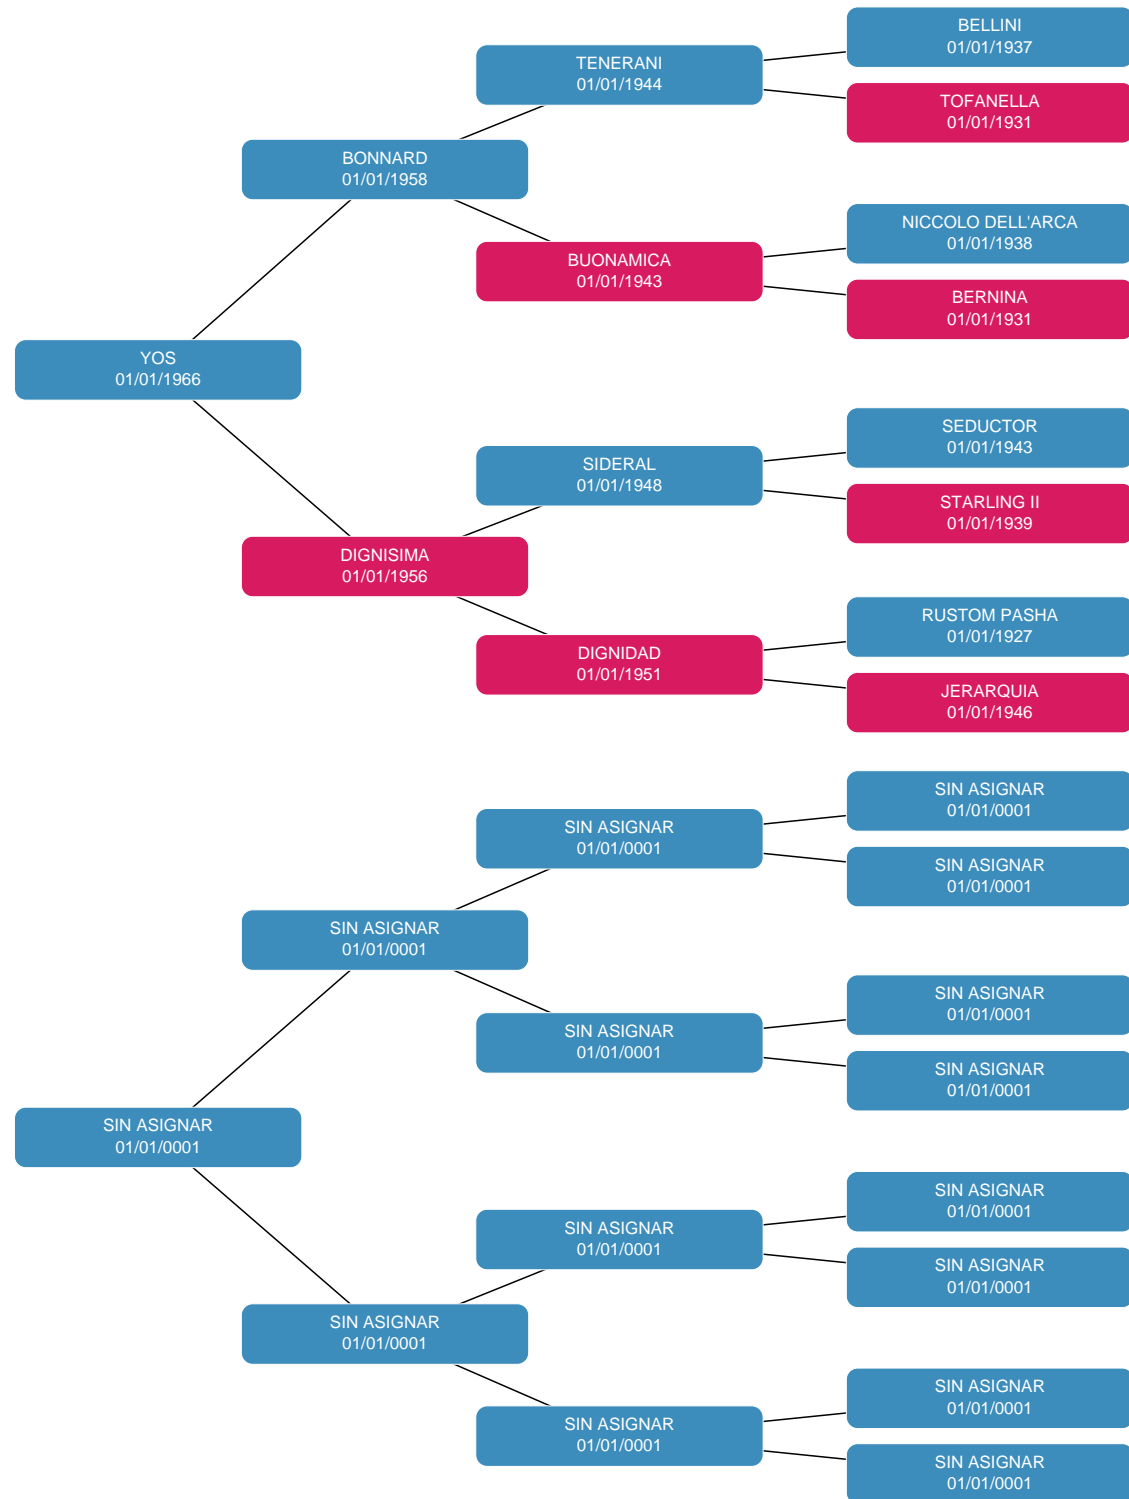 BELLINI
01/01/1937
TENERANI
01/01/1944
TOFANELLA
01/01/1931
BONNARD
01/01/1958
NICCOLO DELL'ARCA
01/01/1938
BUONAMICA
01/01/1943
BERNINA
01/01/1931
YOS
01/01/1966
SEDUCTOR
01/01/1943
SIDERAL
01/01/1948
STARLING II
01/01/1939
DIGNISIMA
01/01/1956
RUSTOM PASHA
01/01/1927
DIGNIDAD
01/01/1951
JERARQUIA
01/01/1946
SIN ASIGNAR
01/01/0001
SIN ASIGNAR
01/01/0001
SIN ASIGNAR
01/01/0001
SIN ASIGNAR
01/01/0001
SIN ASIGNAR
01/01/0001
SIN ASIGNAR
01/01/0001
SIN ASIGNAR
01/01/0001
SIN ASIGNAR
01/01/0001
SIN ASIGNAR
01/01/0001
SIN ASIGNAR
01/01/0001
SIN ASIGNAR
01/01/0001
SIN ASIGNAR
01/01/0001
SIN ASIGNAR
01/01/0001
SIN ASIGNAR
01/01/0001
SIN ASIGNAR
01/01/0001